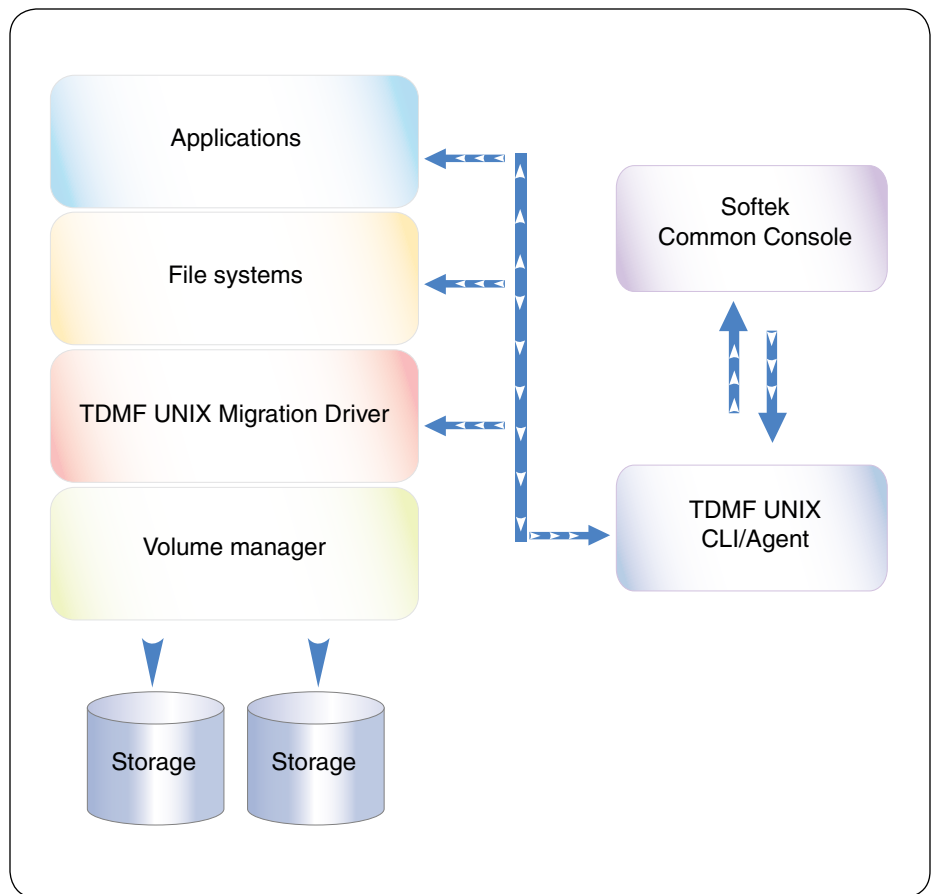 Applications
File systems
TDMF UNIX Migration Driver
Volume manager
Storage
Storage
Softek
Common Console
TDMF UNIX
CLI/Agent